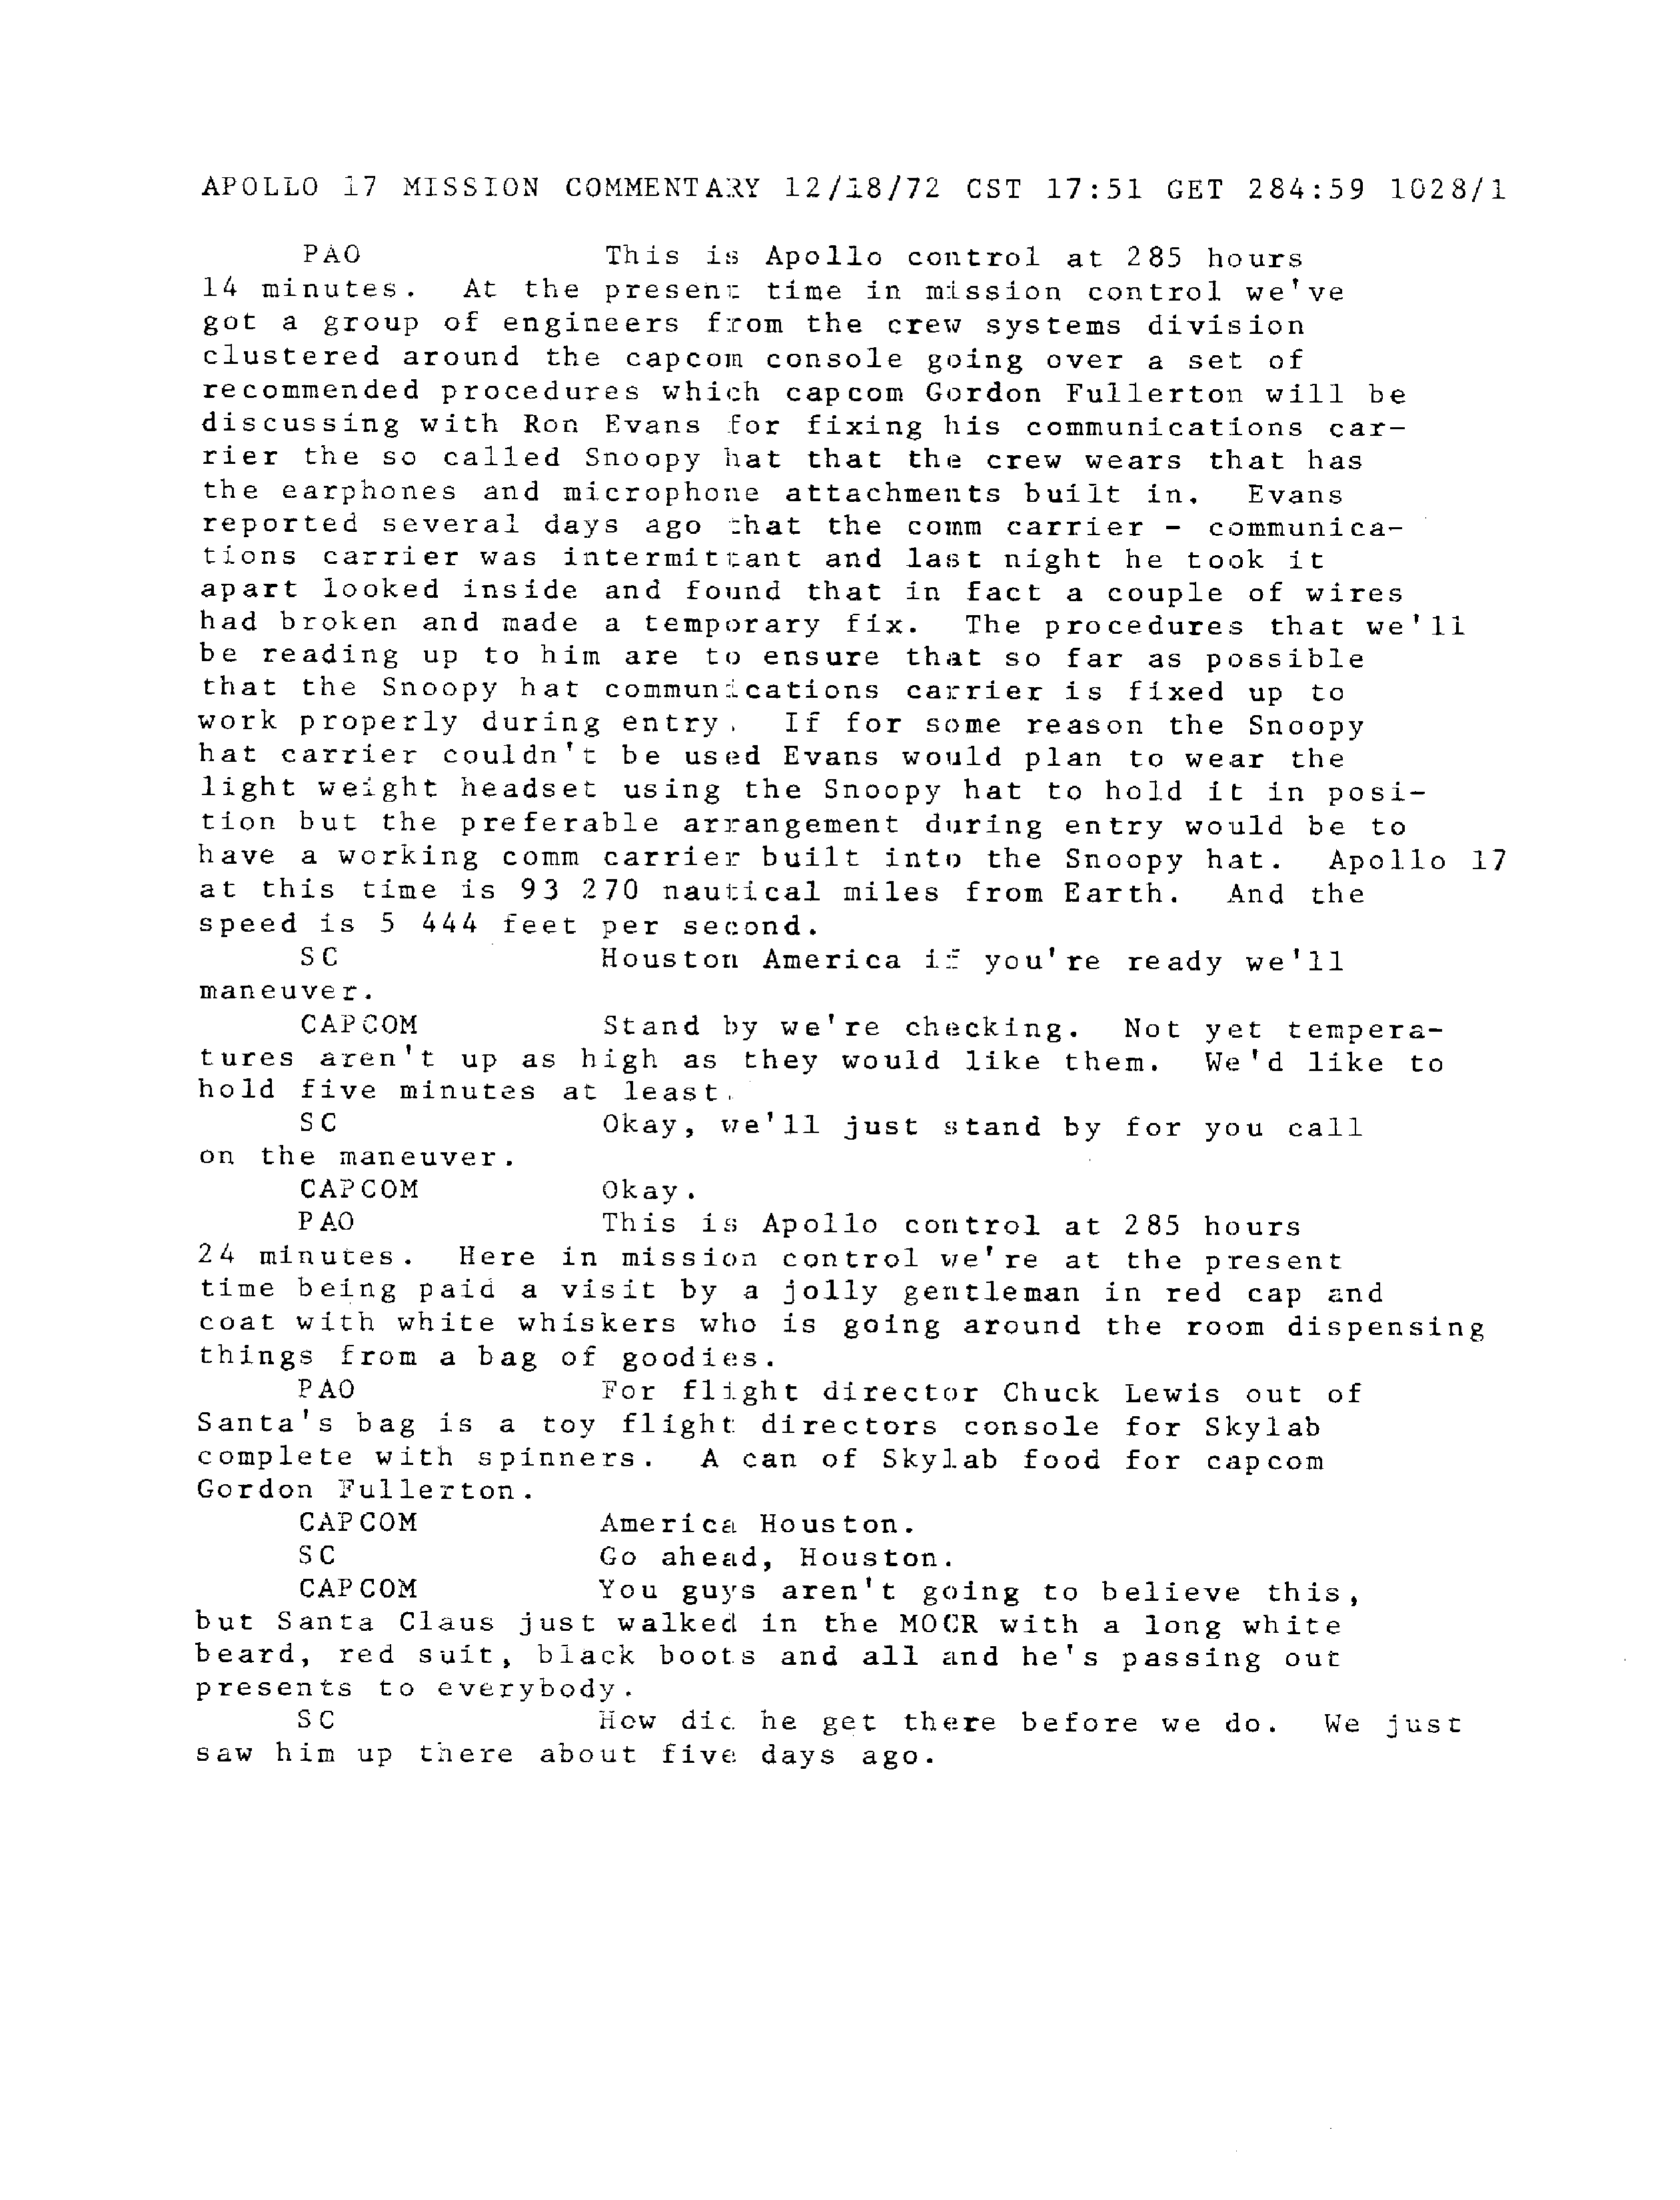 APOLLO 17 MISSION COMMENTARY 12/18/72 CST 17:51 GET 284:59 1028/1
PAO This is Apollo control at 285 hours
14 minutes. At the present time in mission control we've
got a group of engineers from the crew systems division
clustered around the capcom console going over a set of
recommended procedures which capcom Gordon Fullerton will be
discussing with Ron Evans for fixing his communications car-
rier the so called Snoopy hat that the crew wears that has
the earphones and microphone attachments built in. Evans
reported several days ago that the comm carrier - communica-
tions carrier was intermittant and last night he took it
apart looked inside and found that in fact a couple of wires
had broken and made a temporary fix. The procedures that we'll
be reading up to him are to ensure that so far as possible
that the Snoopy hat communications carrier is fixed up to
work properly during entry. If for some reason the Snoopy
hat carrier couldn't be used Evans would plan to wear the
light weight headset using the Snoopy hat to hold it in posi-
tion but the preferable arrangement during entry would be to
have a working comm carrier built into the Snoopy hat. Apollo 17
at this time is 93 270 nautical miles from Earth. And the
speed is 5 444 feet per second.
SC Houston America if you're ready we'll
maneuver.
CAPCOM Stand by we're checking. Not yet tempera-
tures aren't up as high as they would like them. We'd like to
hold five minutes at least.
SC Okay, we'll just stand by for you call
on the maneuver.
CAPCOM Okay.
PAO This is Apollo control at 285 hours
24 minutes. Here in mission control we're at the present
time being paid a visit by a jolly gentleman in red cap and
coat with white whiskers who is going around the room dispensing
things from a bag of goodies.
PAO For flight director Chuck Lewis out of
Santa's bag is a toy flight directors console for Skylab
complete with spinners. A can of Skylab food for capcom
Gordon Fullerton.
CAPCOM America Houston.
SC Go ahead, Houston.
CAPCOM You guys aren't going to believe this,
but Santa Claus just walked in the MOCR with a long white
beard, red suit, black boots and all and he's passing out
presents to everybody.
SC How did he get there before we do. We just
saw him up there about five days ago.